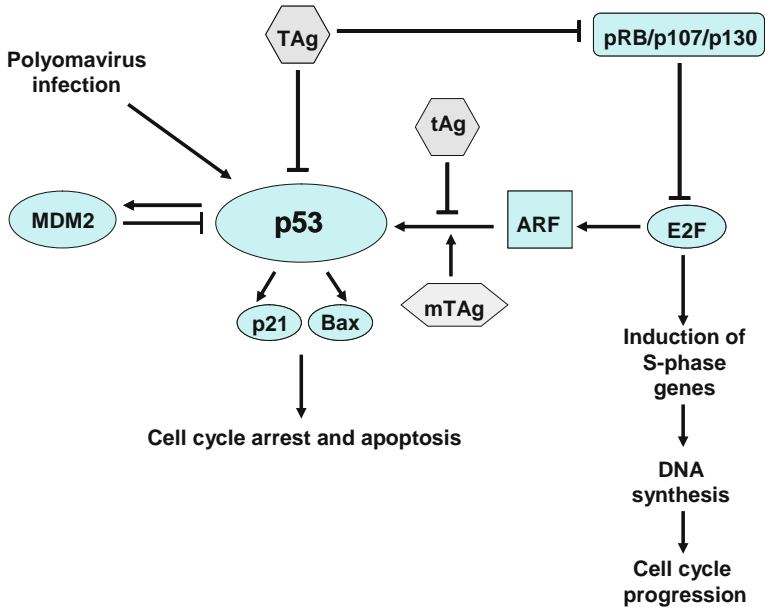 TAg
pRB/p107/p130
Polyomavirus
infection
tAg
MDM2
p53
ARF
E2F
mTAg
p21
Bax
Induction of
S-phase
genes
Cell cycle arrest and apoptosis
DNA
synthesis
Cell cycle
progression